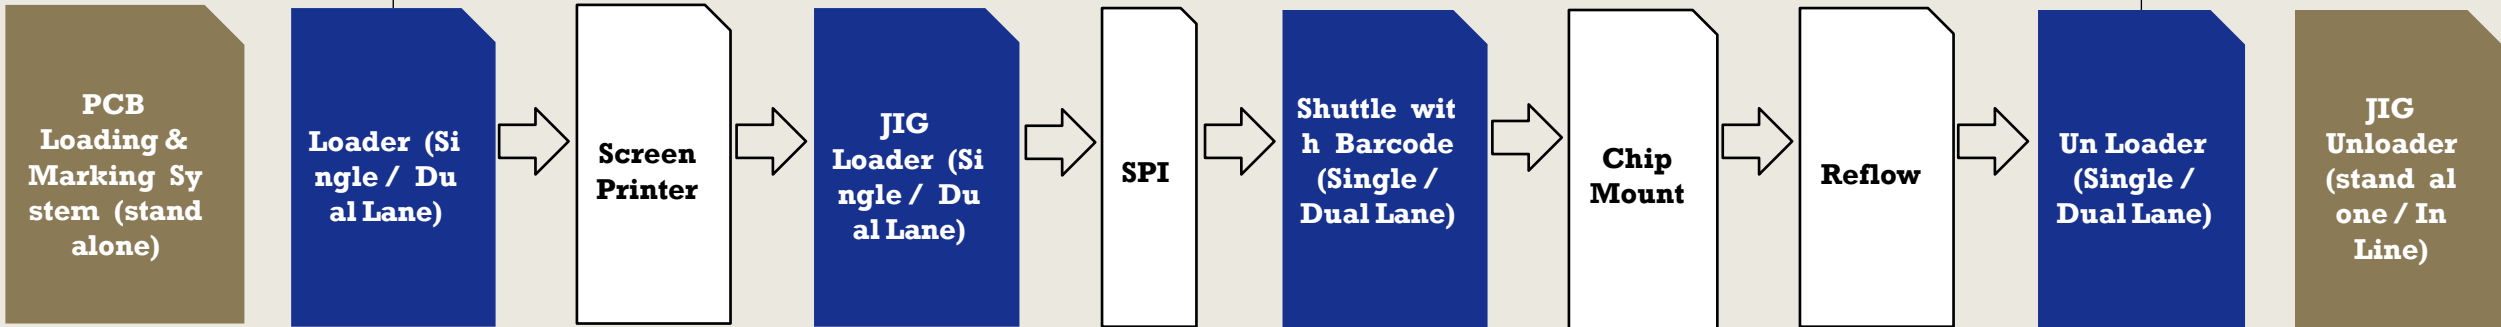 PCB
Loading &
Marking Sy
stem (stand
alone)
Loader (Si
ngle / Du
al Lane)
Screen
Printer
JIG
Loader (Si
ngle / Du
al Lane)
SPI
Shuttle wit
h Barcode
(Single /
Dual Lane)
Chip
Mount
Reflow
Un Loader
(Single /
Dual Lane)
JIG
Unloader
(stand al
one / In
Line)